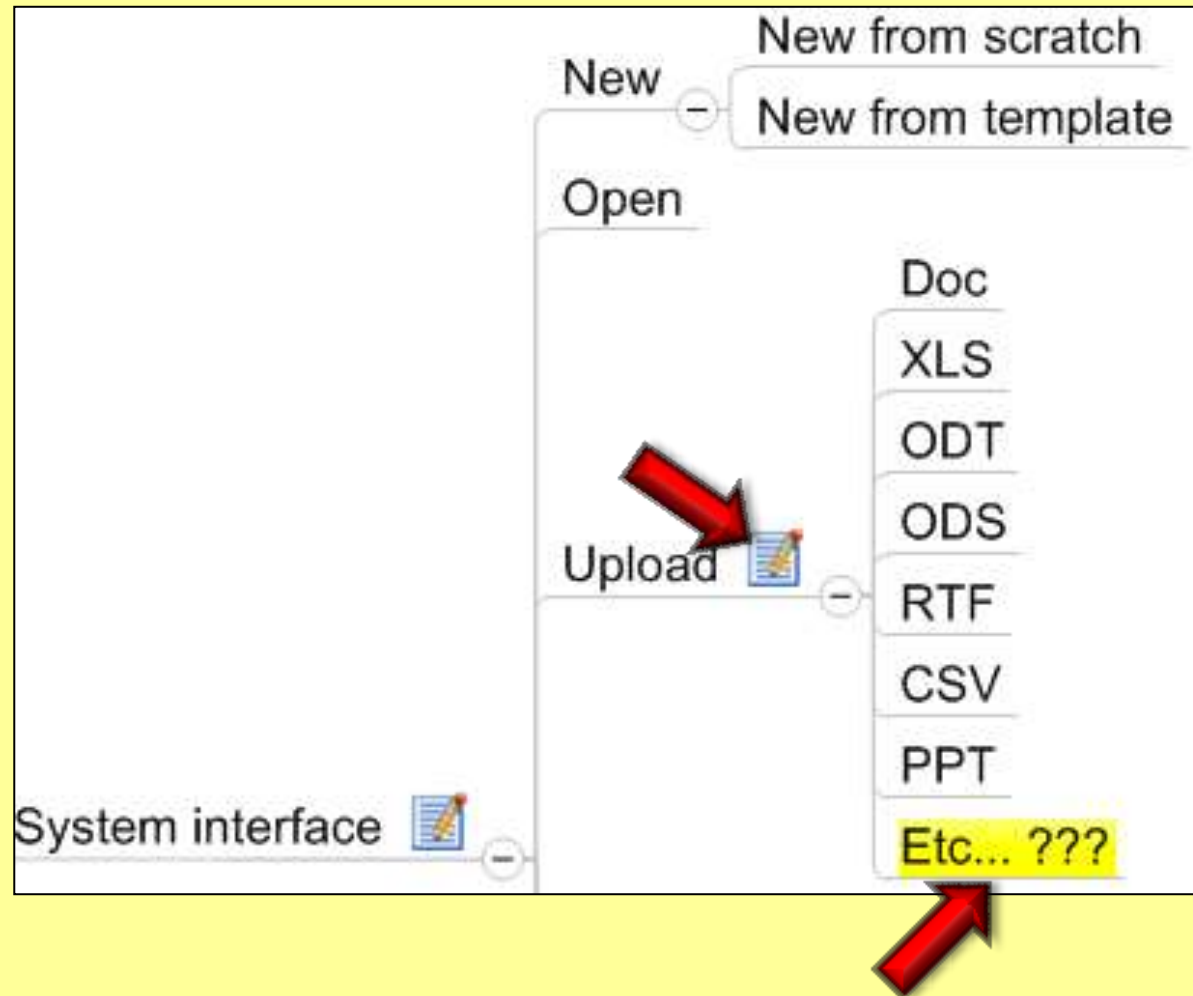 New from scratch
New
New from template
Open
Doc
XLS
ODT
ODS
Upload
RTF
CSV
PPT
System interface
Etc... ???